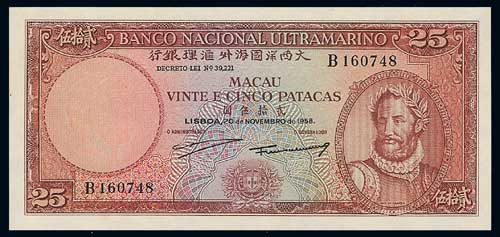 25 BANCO NACIONAL ULTRAMARINO 25
伍拾貳
行銀理滙外海國洋西大
DECRETO-LEI Nº 39.221
B 160748
MACAU
VINTE E CINCO PATACAS
圓伍拾貳
LISBOA, 20 de NOVEMBRO de 1958.
O ADMINISTRADOR
B 160748
25
伍拾貳